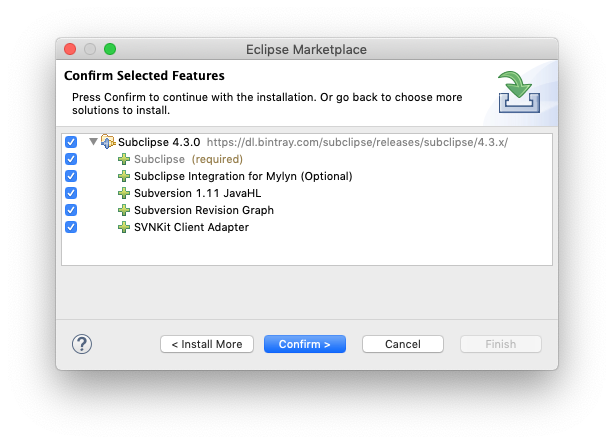 Eclipse Marketplace
Confirm Selected Features
Press Confirm to continue with the installation. Or go back to choose more
solutions to install.
Subclipse 4.3.0 https://dl.bintray.com/subclipse/releases/subclipse/4.3.x/
Subclipse (required)
Subclipse Integration for Mylyn (Optional)
Subversion 1.11 JavaHL
Subversion Revision Graph
SVNKit Client Adapter
? < Install More Confirm > Cancel Finish